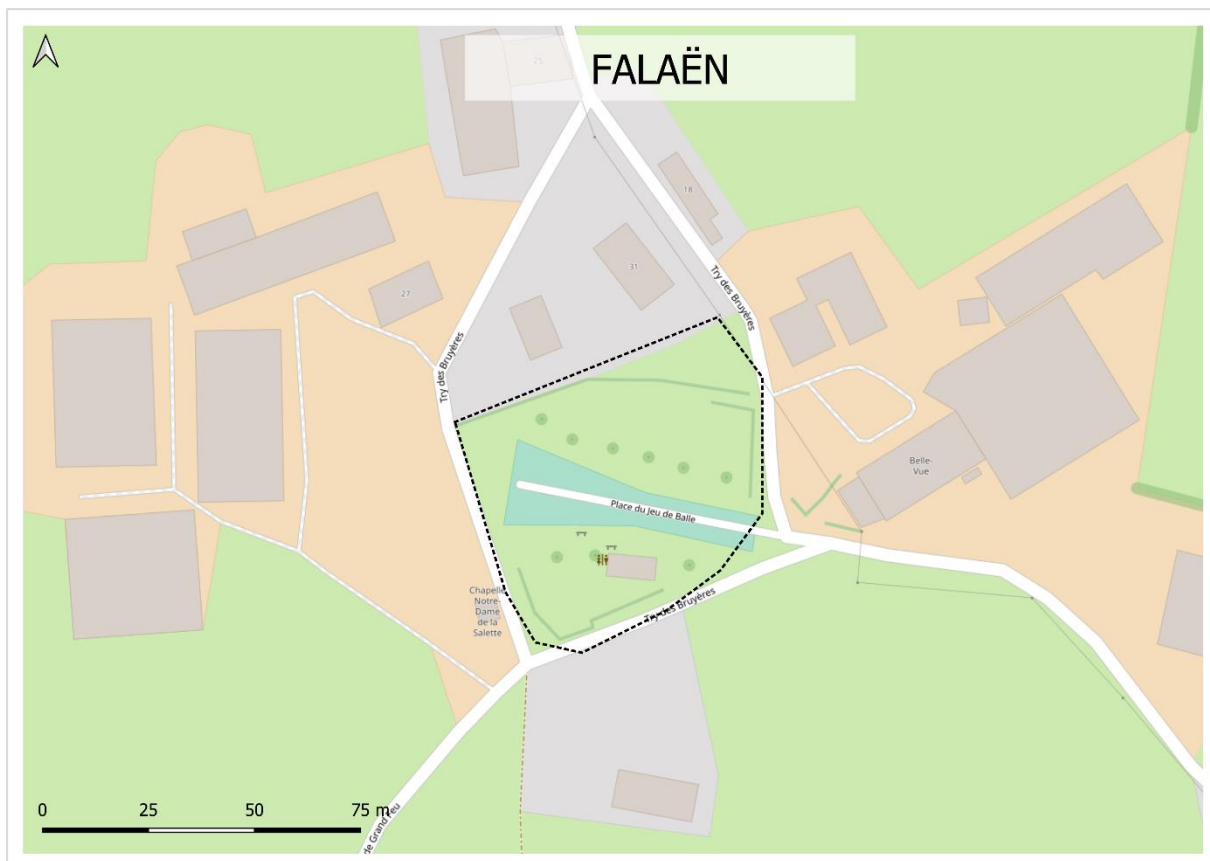 FALAËN
25
18
31
27
Try des Bruyères
Try des Bruyères
Belle-
Vue
Place du Jeu de Balle
Chapelle
Notre-
Dame
de la
Salette
Try des Bruyères
0 25 50 75 m
de Grand Feu